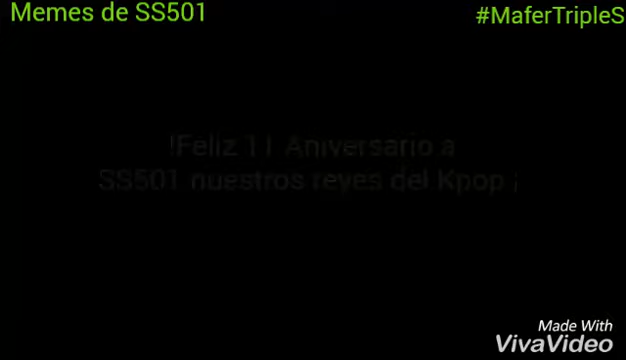 Memes de SS501
#MaferTripleS
!Feliz 11 Aniversario a
SS501 nuestros reyes del Kpop ¡
Made With
VivaVideo